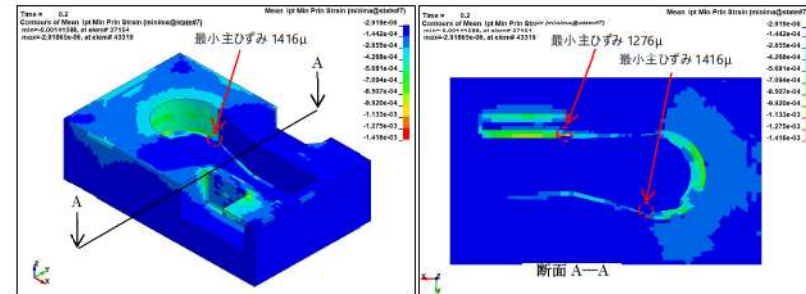 Time = 0.2
Contours of Mean Ipt Min Prin Strain (minima@state#7)
min=-0.00141598, at elem# 37154
max=-2.91865e-06, at elem# 43319
Mean Ipt Min Prin Strain (minima@state#7)
-2.919e-06
-1.442e-04
-2.855e-04
-4.268e-04
-5.681e-04
-7.094e-04
-8.507e-04
-9.920e-04
-1.133e-03
-1.275e-03
-1.416e-03
最小主ひずみ 1416μ
A
A
Time = 0.2
Contours of Mean Ipt Min Prin Strain (minima@state#7)
max=-2.91865e-06, at elem# 43319
Mean Ipt Min Prin Strain (minima@state#7)
-2.919e-06
-1.442e-04
-2.855e-04
-4.268e-04
-5.681e-04
-7.094e-04
-8.507e-04
-9.920e-04
-1.133e-03
-1.275e-03
-1.416e-03
最小主ひずみ 1276μ
最小主ひずみ 1416μ
断面 A―A